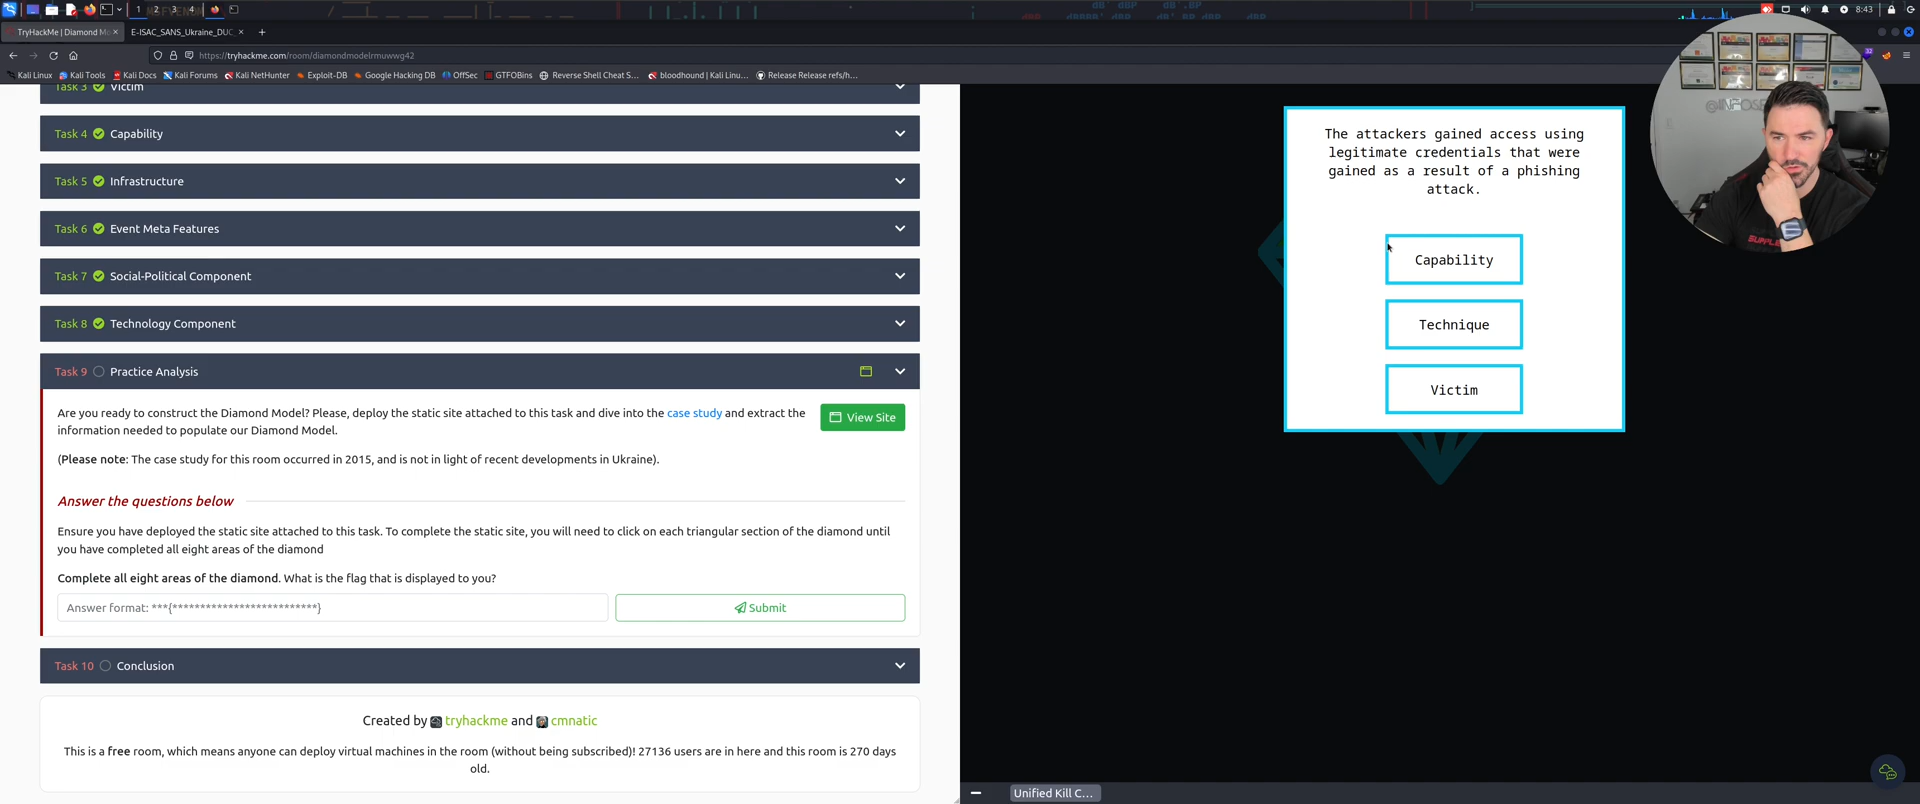 1 2 3 4
8:43
TryHackMe | Diamond Mo
E-ISAC_SANS_Ukraine_DUC
https://tryhackme.com/room/diamondmodelrmuwwg42
32
Kali Linux Kali Tools Kali Docs Kali Forums Kali NetHunter Exploit-DB Google Hacking DB OffSec GTFOBins Reverse Shell Cheat S... bloodhound | Kali Linu... Release Release refs/h...
Task 3 Victim
Task 4 Capability
Task 5 Infrastructure
Task 6 Event Meta Features
Task 7 Social-Political Component
Task 8 Technology Component
Task 9 Practice Analysis
Are you ready to construct the Diamond Model? Please, deploy the static site attached to this task and dive into the case study and extract the
information needed to populate our Diamond Model.
View Site
(Please note: The case study for this room occurred in 2015, and is not in light of recent developments in Ukraine).
Answer the questions below
Ensure you have deployed the static site attached to this task. To complete the static site, you will need to click on each triangular section of the diamond until
you have completed all eight areas of the diamond
Complete all eight areas of the diamond. What is the flag that is displayed to you?
Answer format: ***{**************************}
Submit
Task 10 Conclusion
Created by tryhackme and cmnatic
This is a free room, which means anyone can deploy virtual machines in the room (without being subscribed)! 27136 users are in here and this room is 270 days
old.
The attackers gained access using
legitimate credentials that were
gained as a result of a phishing
attack.
Capability
Technique
Victim
Unified Kill C...